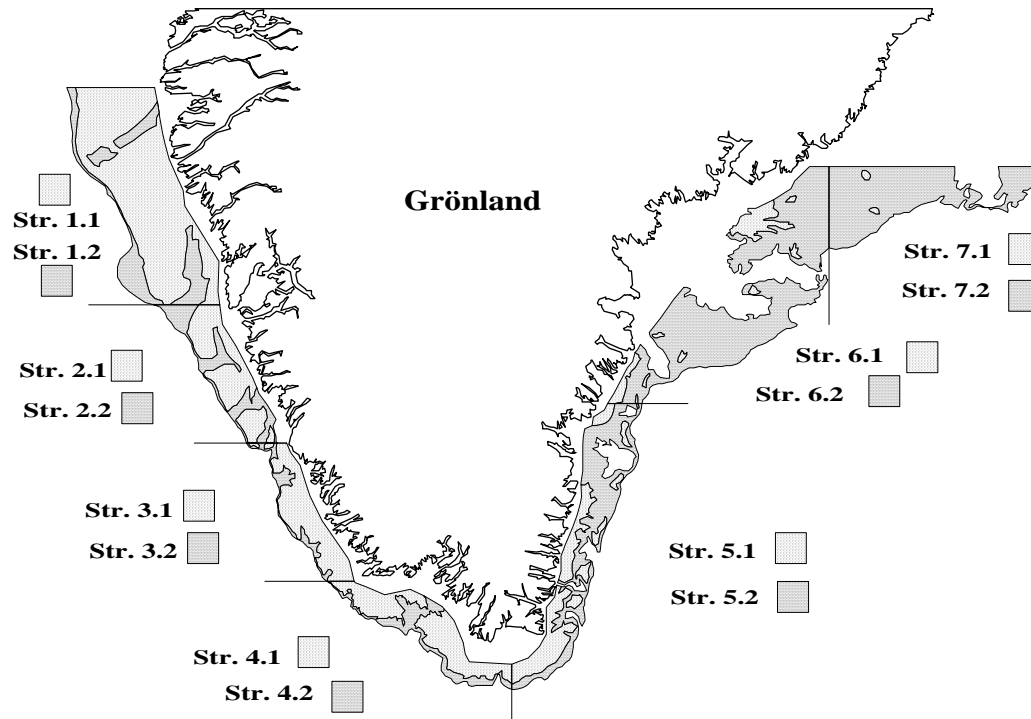 Grönland
Str. 1.1
Str. 1.2
Str. 2.1
Str. 2.2
Str. 3.1
Str. 3.2
Str. 4.1
Str. 4.2
Str. 5.1
Str. 5.2
Str. 6.1
Str. 6.2
Str. 7.1
Str. 7.2